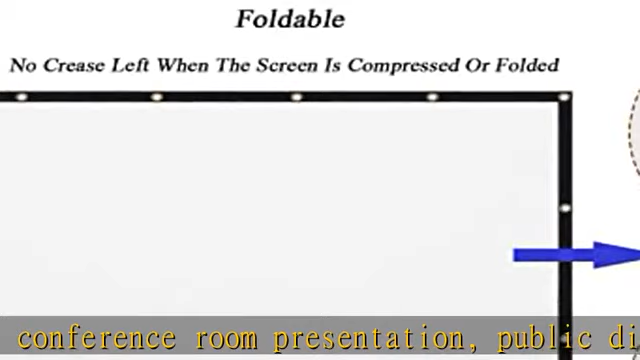 Foldable
No Crease Left When The Screen Is Compressed Or Folded
conference room presentation, public